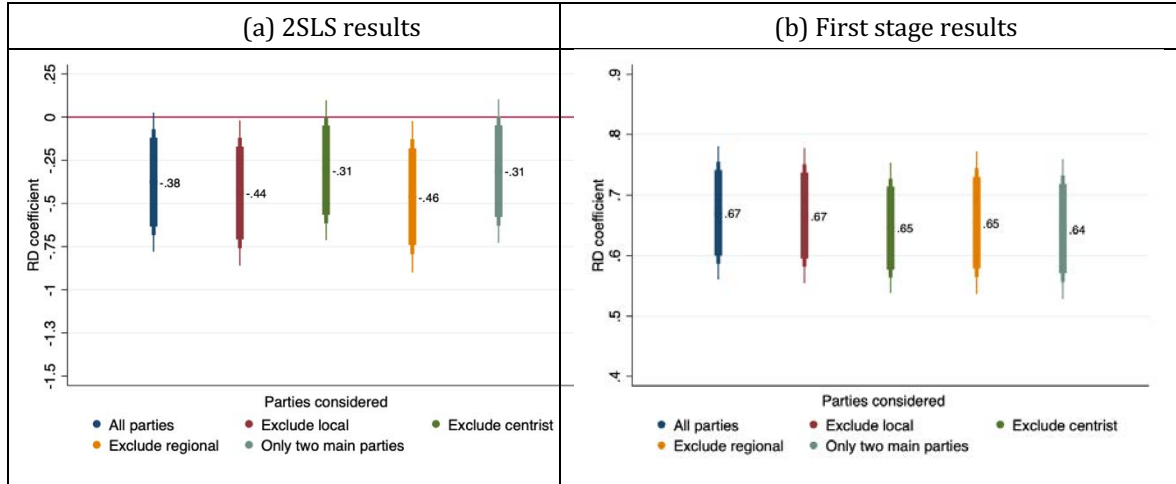 (a) 2SLS results
(b) First stage results
RD coefficient
.25
0
-.25
-.5
-.75
-1
-1.3
-1.5
-.38
-.44
-.31
-.46
-.31
Parties considered
All parties
Exclude local
Exclude centrist
Exclude regional
Only two main parties
RD coefficient
.9
.8
.7
.6
.5
.4
.67
.67
.65
.65
.64
Parties considered
All parties
Exclude local
Exclude centrist
Exclude regional
Only two main parties